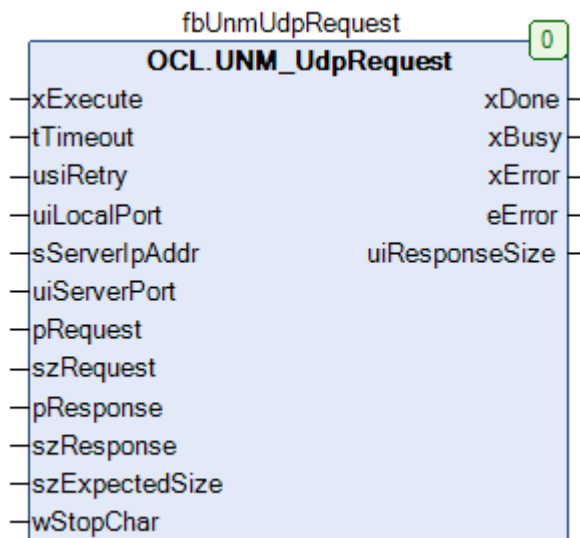 fbUnmUdpRequest
0
OCL.UNM_UdpRequest
xExecute xDone
tTimeout xBusy
usiRetry xError
uiLocalPort eError
sServerIpAddr uiResponseSize
uiServerPort
pRequest
szRequest
pResponse
szResponse
szExpectedSize
wStopChar